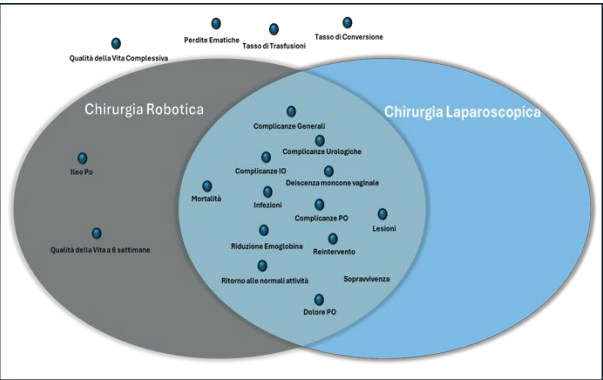 Perdite Ematiche
Tasso di Trasfusioni
Tasso di Conversione
Qualità della Vita Complessiva
Chirurgia Robotica
Chirurgia Laparoscopica
Complicanze Generali
Complicanze Urologiche
Ileo Po
Complicanze IO
Deiscenza moncone vaginale
Mortalità
Infezioni
Complicanze PO
Lesioni
Qualità della Vita a 6 settimane
Riduzione Emoglobina
Reintervento
Ritorno alle normali attività
Sopravvivenza
Dolore PO